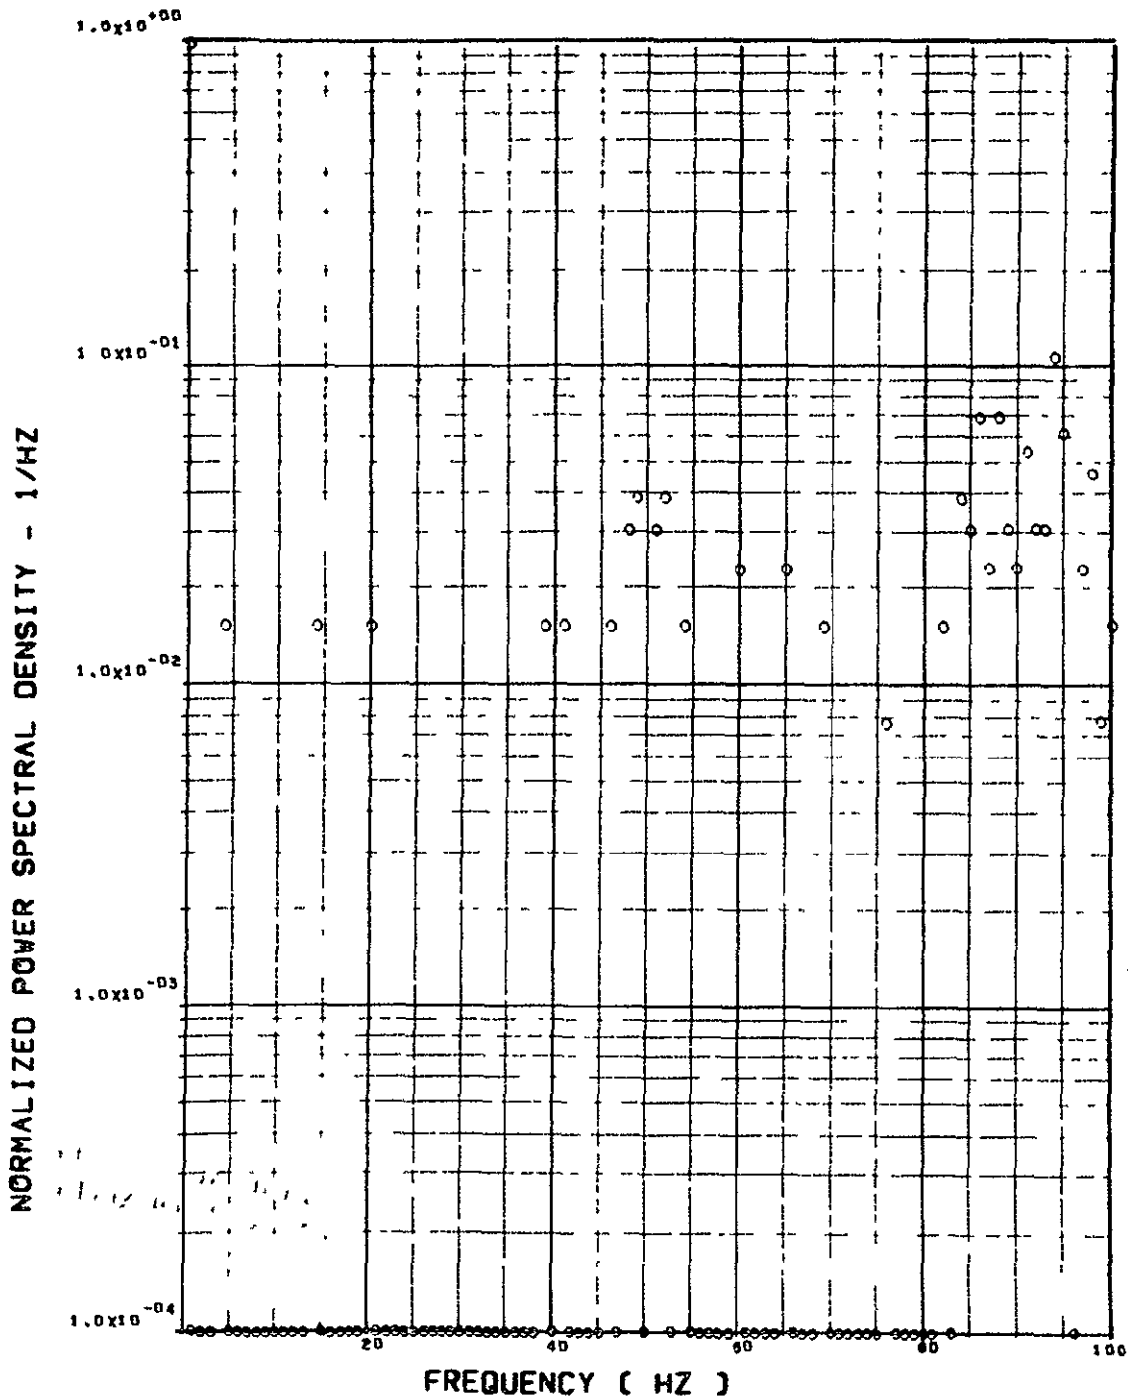 1.0x10+00
1 0x10-01
1.0x10-02
1.0x10-03
1.0x10-04
NORMALIZED POWER SPECTRAL DENSITY - 1/HZ
20
40
60
80
100
FREQUENCY ( HZ )